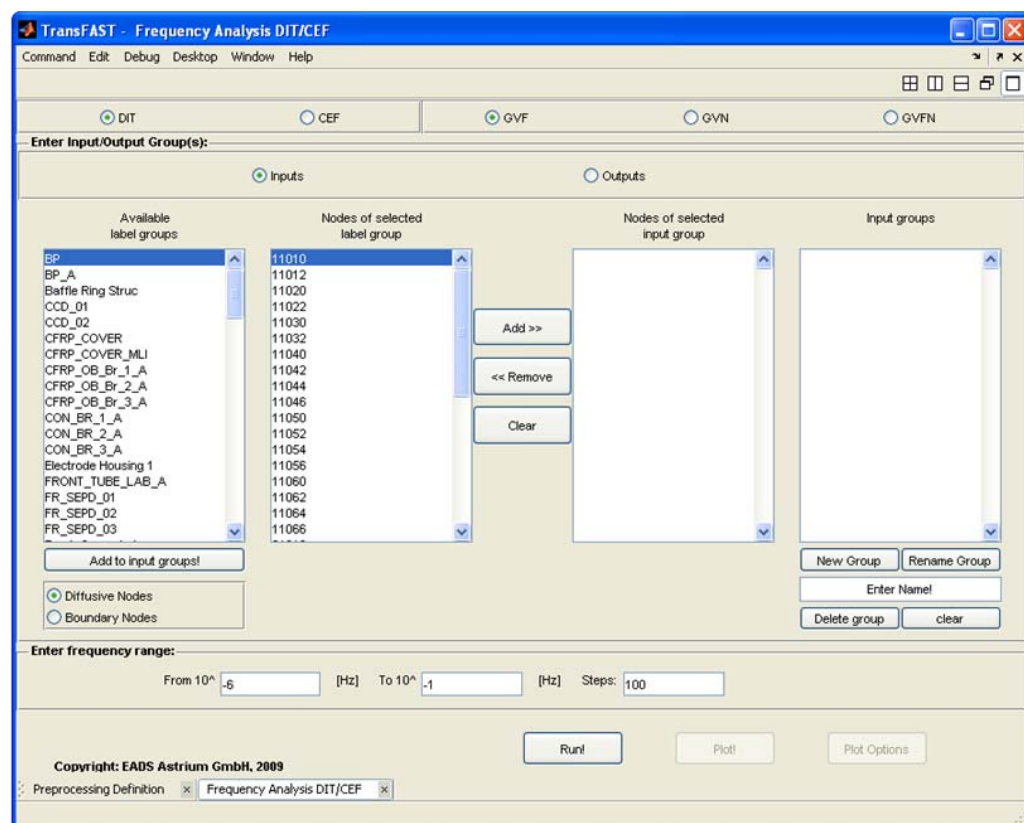 TransFAST - Frequency Analysis DIT/CEF
Command Edit Debug Desktop Window Help
DIT CEF GVF GVN GVFN
Enter Input/Output Group(s):
Inputs Outputs
Available
label groups
Nodes of selected
label group
Nodes of selected
input group
Input groups
BP
BP_A
Baffle Ring Struc
CCD_01
CCD_02
CFRP_COVER
CFRP_COVER_MLI
CFRP_OB_Br_1_A
CFRP_OB_Br_2_A
CFRP_OB_Br_3_A
CON_BR_1_A
CON_BR_2_A
CON_BR_3_A
Electrode Housing 1
FRONT_TUBE_LAB_A
FR_SEPD_01
FR_SEPD_02
FR_SEPD_03
11010
11012
11020
11022
11030
11032
11040
11042
11044
11046
11050
11052
11054
11056
11060
11062
11064
11066
Add >>
<< Remove
Clear
Add to input groups!
Diffusive Nodes
Boundary Nodes
New Group Rename Group
Enter Name!
Delete group clear
Enter frequency range:
From 10^ -6 [Hz] To 10^ -1 [Hz] Steps: 100
Run! Plot! Plot Options
Copyright: EADS Astrium GmbH, 2009
Preprocessing Definition × Frequency Analysis DIT/CEF ×